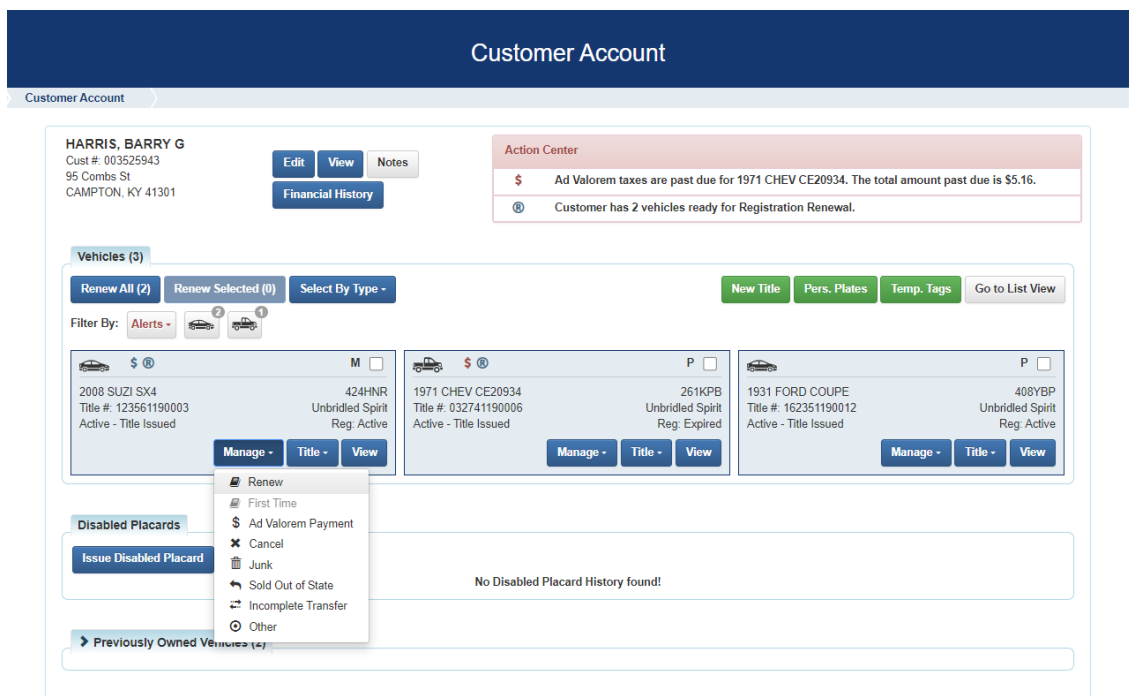 Customer Account
Customer Account
HARRIS, BARRY G
Cust #: 003525943
95 Combs St
CAMPTON, KY 41301
Edit View Notes
Financial History
Action Center
$ Ad Valorem taxes are past due for 1971 CHEV CE20934. The total amount past due is $5.16.
® Customer has 2 vehicles ready for Registration Renewal.
Vehicles (3)
Renew All (2) Renew Selected (0) Select By Type
New Title Pers. Plates Temp. Tags Go to List View
Filter By: Alerts 2 1
$ ® M
2008 SUZI SX4 424HNR
Title #: 123561190003 Unbridled Spirit
Active - Title Issued Reg: Active
Manage Title View
$ ® P
1971 CHEV CE20934 261KPB
Title #: 032741190006 Unbridled Spirit
Active - Title Issued Reg: Expired
Manage Title View
P
1931 FORD COUPE 408YBP
Title #: 162351190012 Unbridled Spirit
Active - Title Issued Reg: Active
Manage Title View
Renew
First Time
$ Ad Valorem Payment
Cancel
Junk
Sold Out of State
Incomplete Transfer
Other
Disabled Placards
Issue Disabled Placard
No Disabled Placard History found!
Previously Owned Vehicles (2)